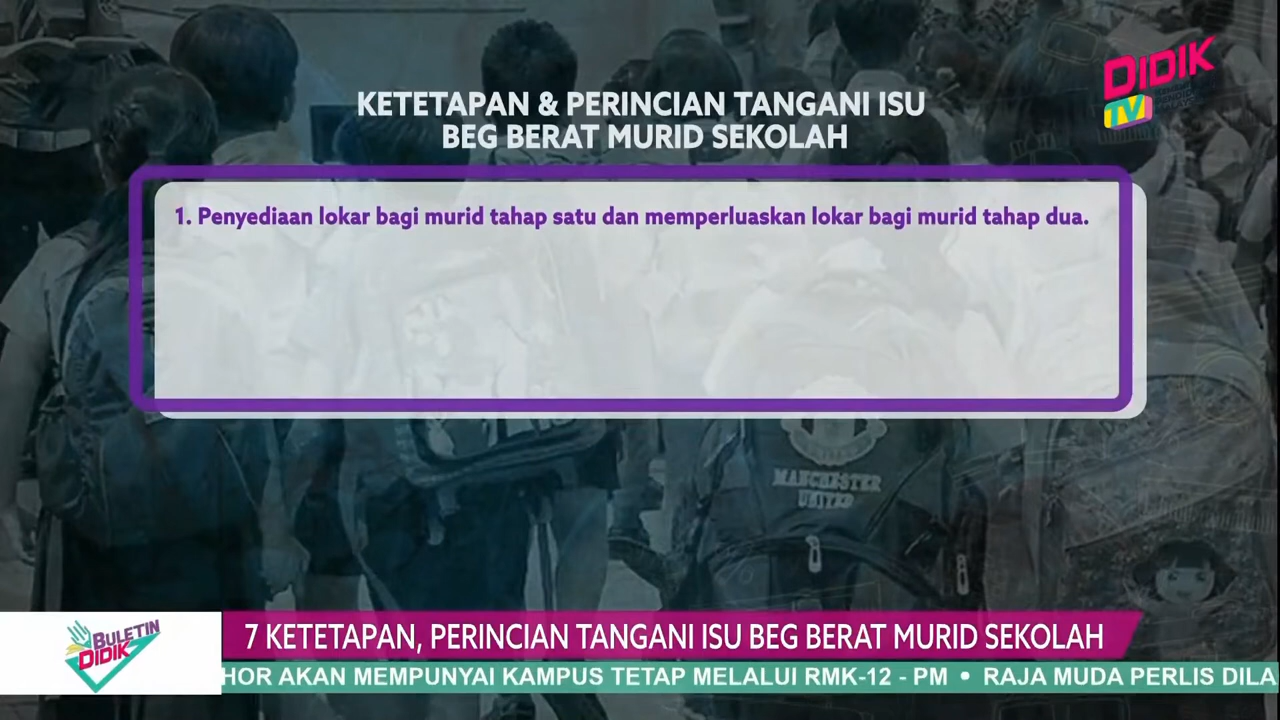 DIDIK
TV
KETETAPAN & PERINCIAN TANGANI ISU
BEG BERAT MURID SEKOLAH
1. Penyediaan lokar bagi murid tahap satu dan memperluaskan lokar bagi murid tahap dua.
MANCHESTER
UNITED
BULETIN
DIDIK
7 KETETAPAN, PERINCIAN TANGANI ISU BEG BERAT MURID SEKOLAH
HOR AKAN MEMPUNYAI KAMPUS TETAP MELALUI RMK-12 - PM • RAJA MUDA PERLIS DILA